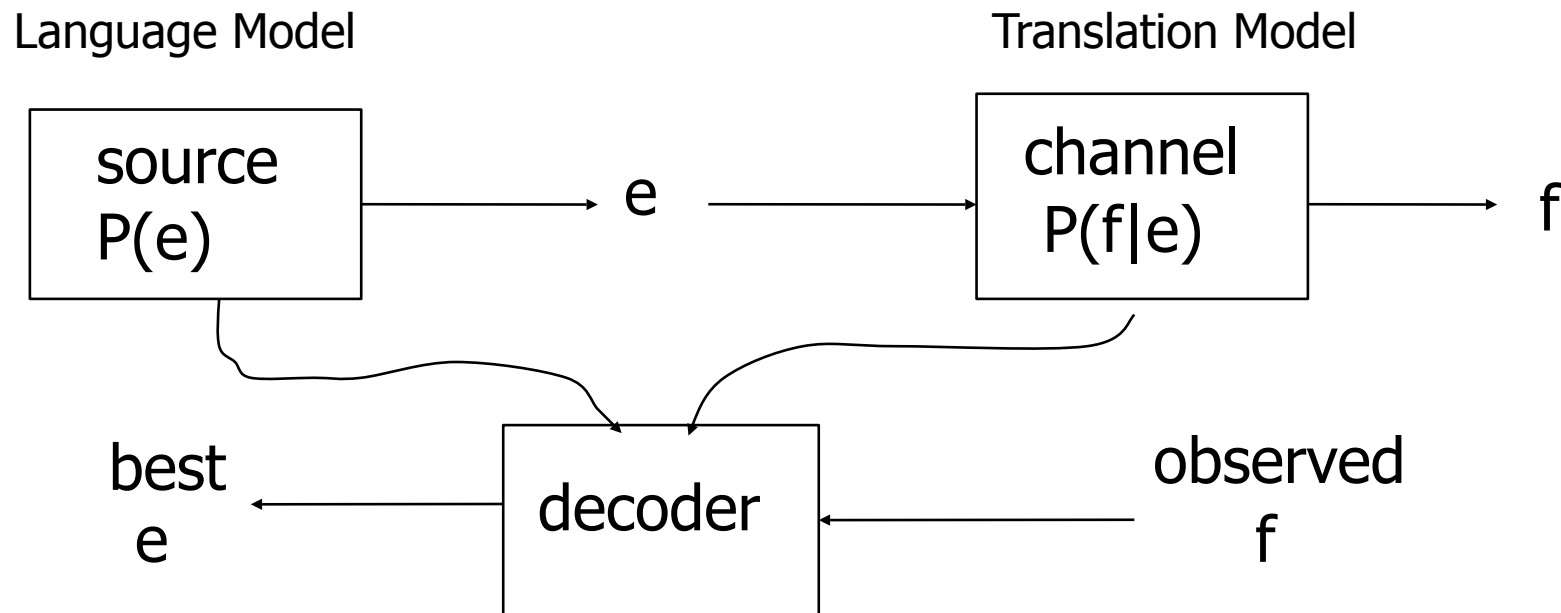 Language Model
Translation Model
source
P(e)
e
channel
P(f|e)
f
best
e
decoder
observed
f